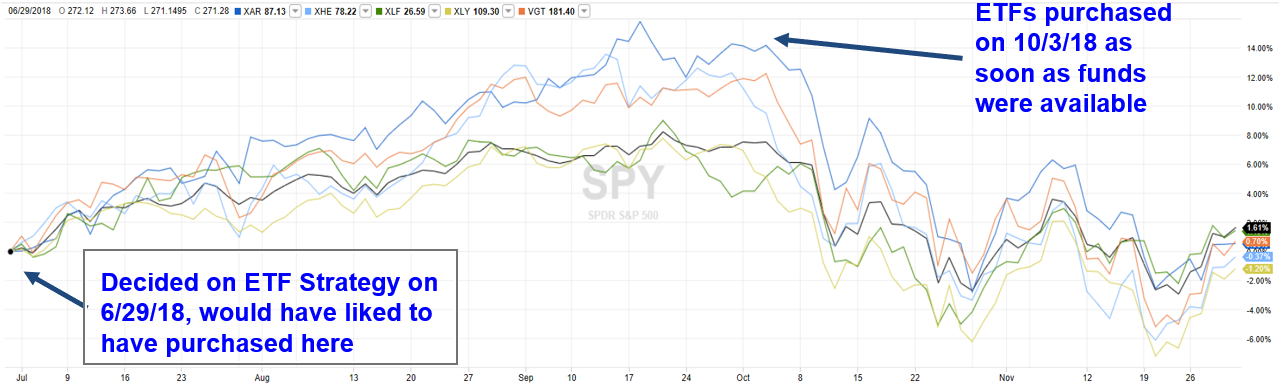 06/29/2018 O 272.12 H 273.66 L 271.1495 C 271.28 XAR 87.13 XHE 78.22 XLF 26.59 XLY 109.30 VGT 181.40
ETFs purchased
on 10/3/18 as
soon as funds
were available
14.00%
12.00%
10.00%
8.00%
6.00%
4.00%
SPY
SPDR S&P 500
1.61%
0.70%
-0.37%
-1.20%
-2.00%
-4.00%
-6.00%
Decided on ETF Strategy on
6/29/18, would have liked to
have purchased here
Jul 9 16 23 Aug 13 20 27 Sep 10 17 24 Oct 8 15 22 Nov 12 19 26